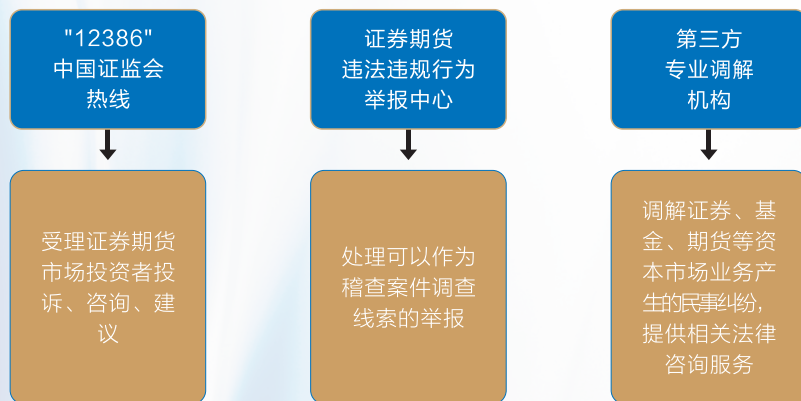 "12386"
中国证监会
热线
受理证券期货
市场投资者投
诉、咨询、建
议
证券期货
违法违规行为
举报中心
处理可以作为
稽查案件调查
线索的举报
第三方
专业调解
机构
调解证券、基
金、期货等资
本市场业务产
生的民事纠纷,
提供相关法律
咨询服务